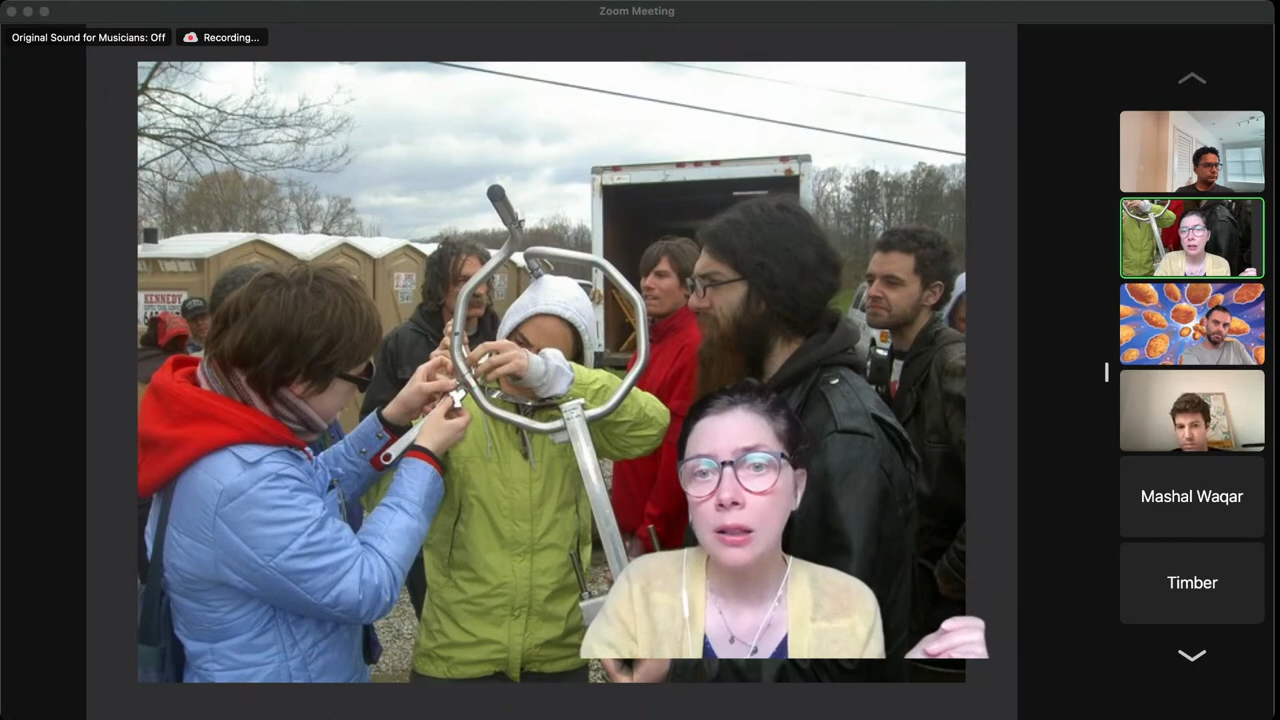 Zoom Meeting
Original Sound for Musicians: Off
Recording...
KENNEDY
Mashal Waqar
Timber